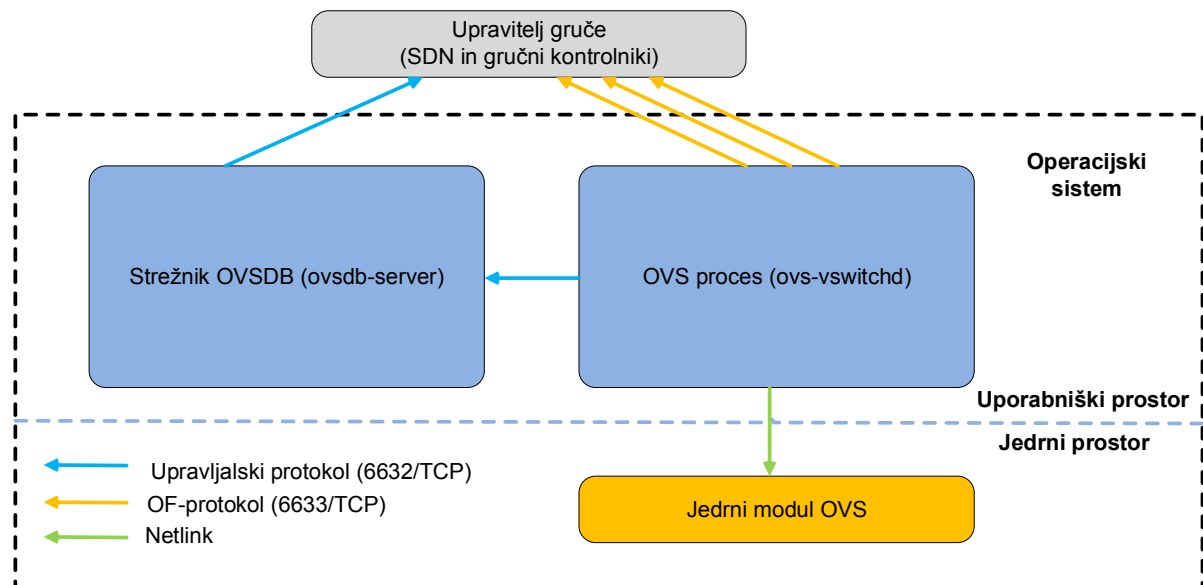 Upravitelj gruče
(SDN in gručni kontrolniki)
Operacijski
sistem
Strežnik OVSDB (ovsdb-server)
OVS proces (ovs-vswitchd)
Uporabniški prostor
Jedrni prostor
Upravljalski protokol (6632/TCP)
OF-protokol (6633/TCP)
Netlink
Jedrni modul OVS